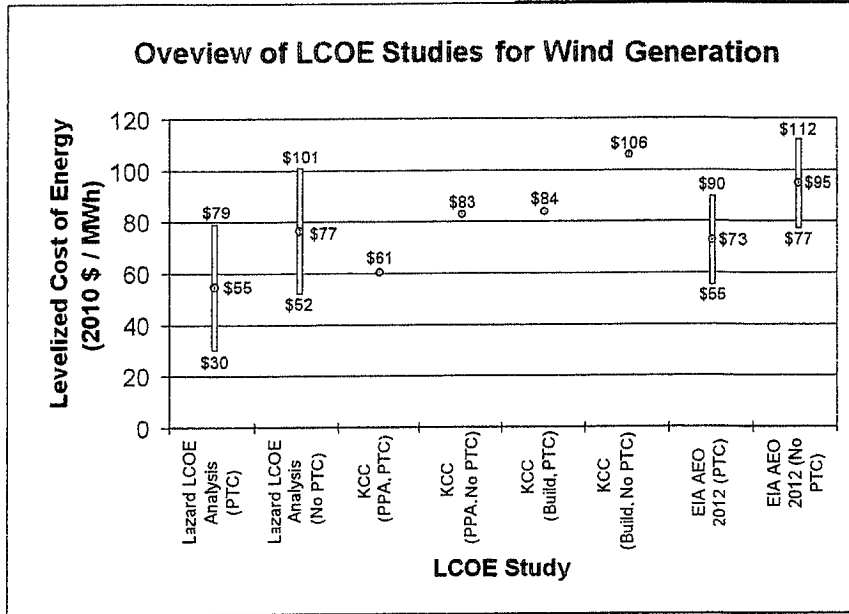 Oveview of LCOE Studies for Wind Generation
Levelized Cost of Energy
(2010 $ / MWh)
120
100
80
60
40
20
0
$79
$55
$30
$101
$77
$52
$61
$83
$84
$106
$90
$73
$112
$95
$77
Lazard LCOE
Analysis
(PTC)
Lazard LCOE
Analysis
(No PTC)
KCC
(PPA, PTC)
KCC
(PPA, No PTC)
KCC
(Build, PTC)
KCC
(Build, No PTC)
EIA AEO
2012 (PTC)
EIA AEO
2012 (No
PTC)
LCOE Study